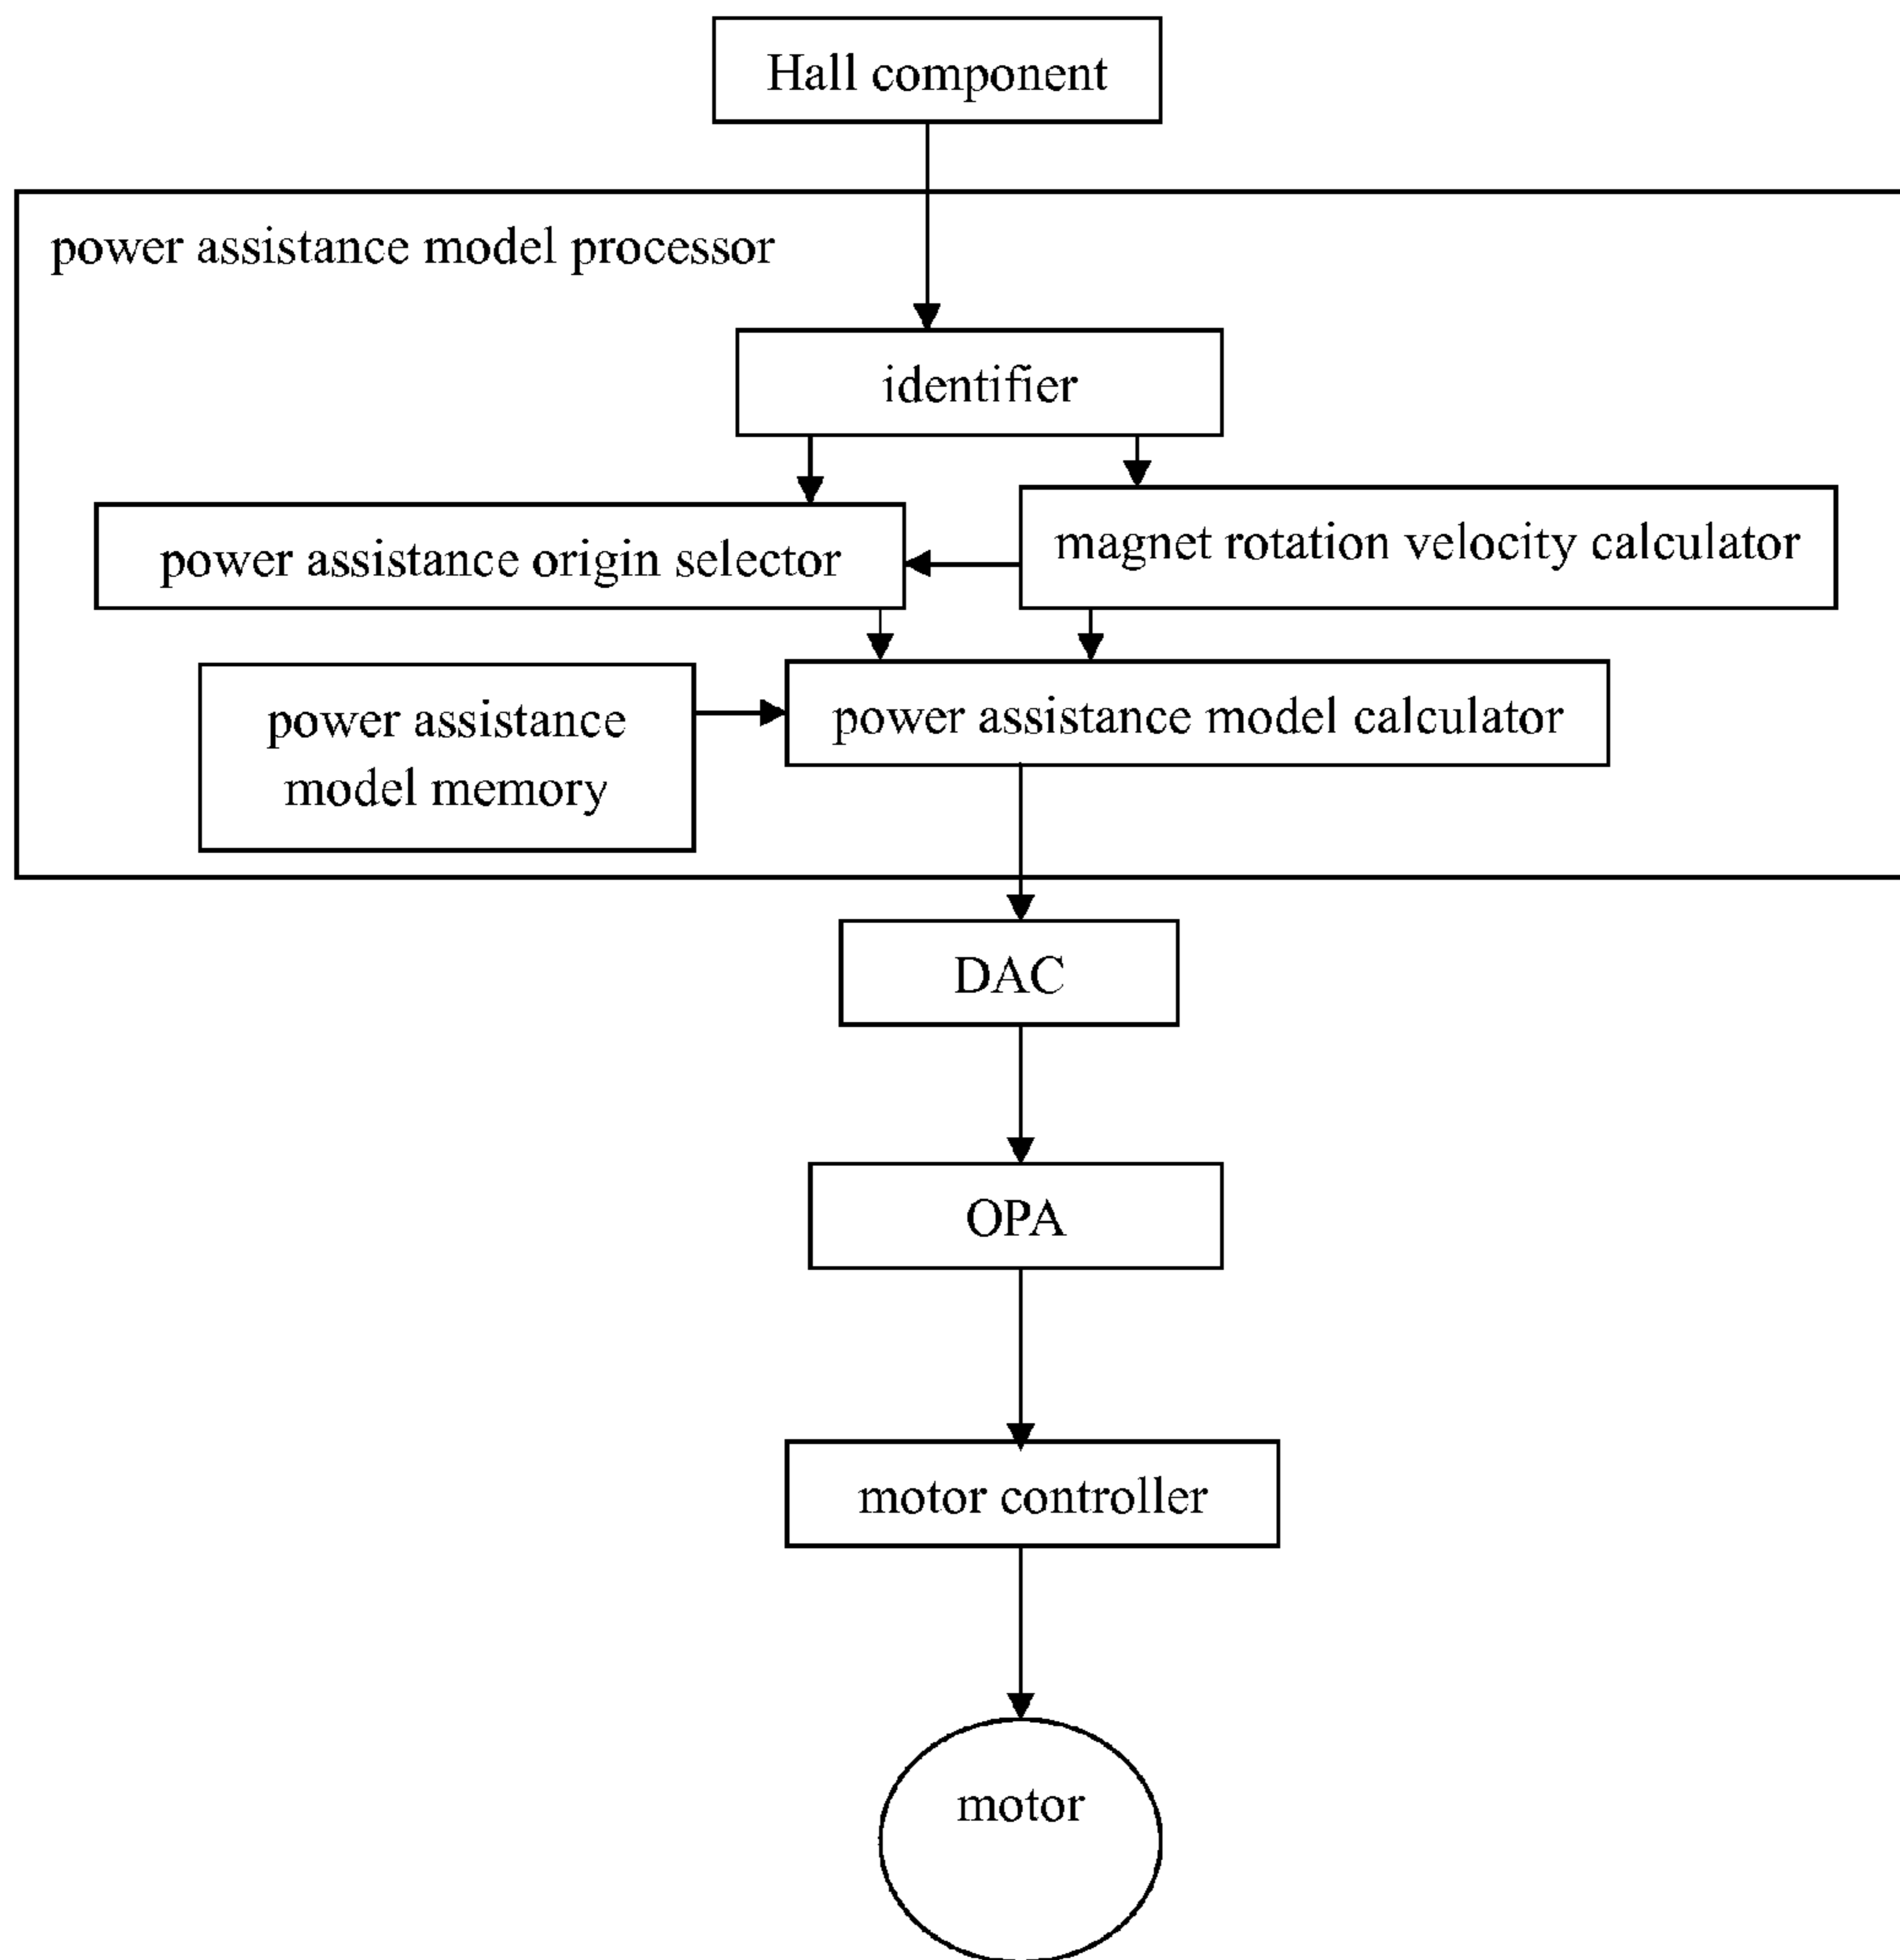 Hall component
power assistance model processor
identifier
power assistance origin selector
magnet rotation velocity calculator
power assistance
model memory
power assistance model calculator
DAC
OPA
motor controller
motor